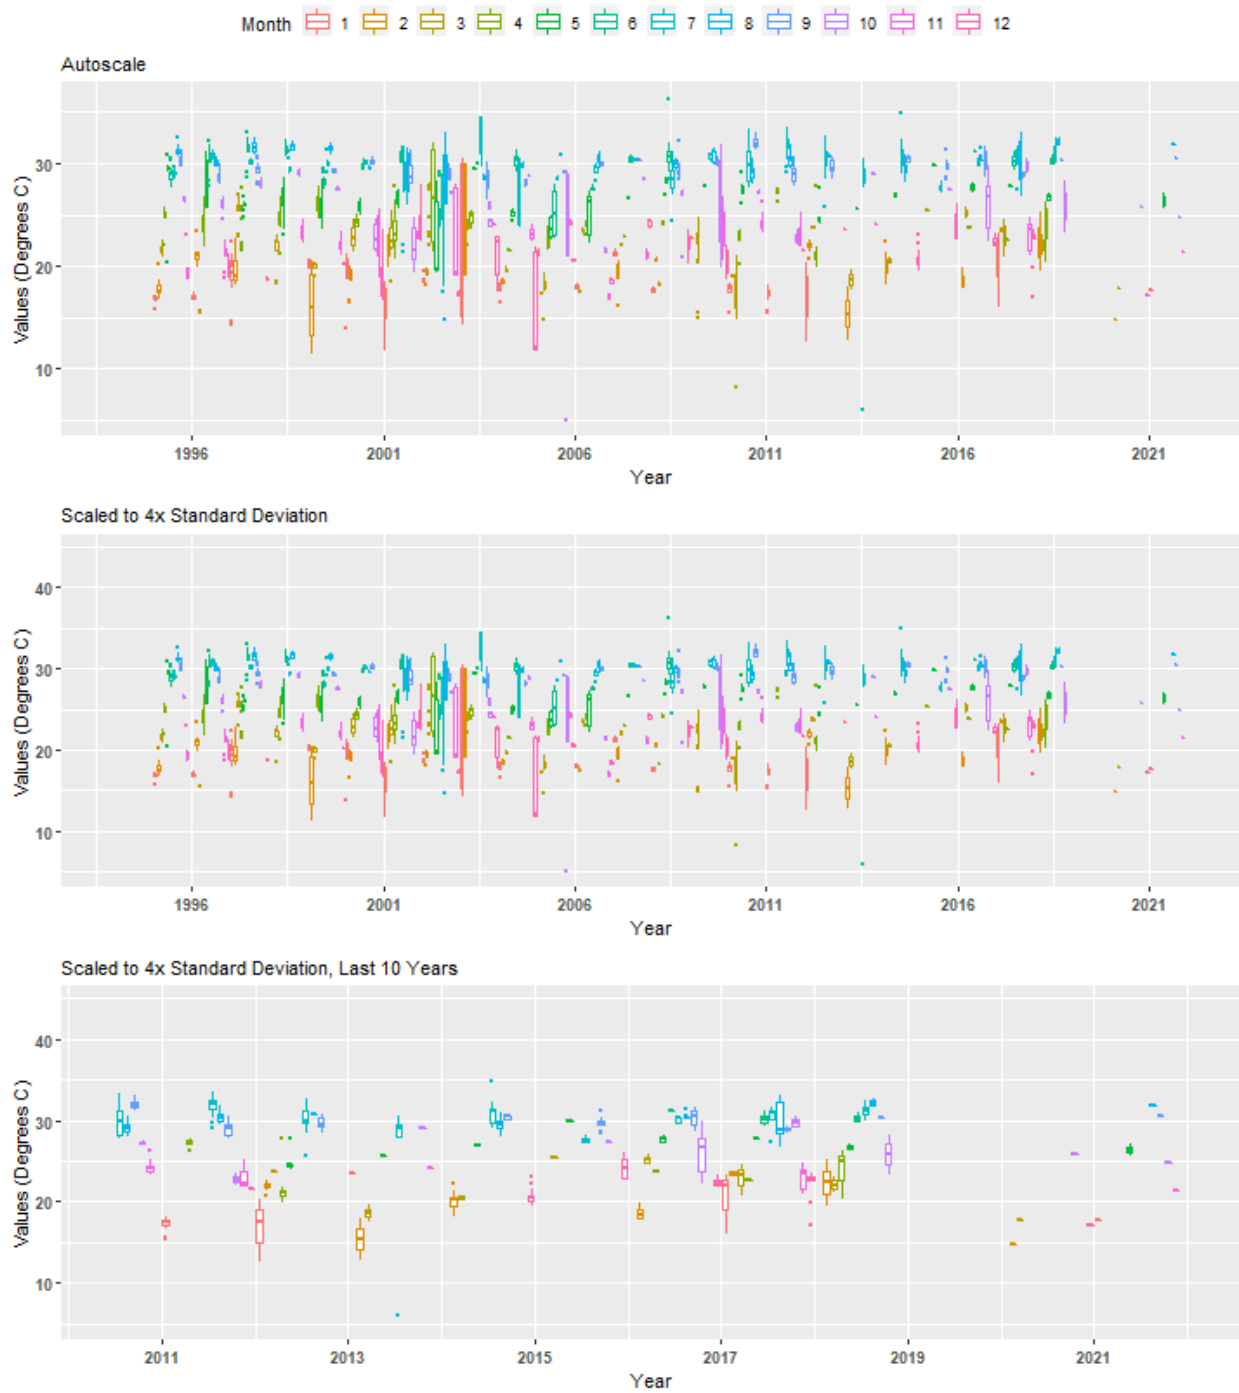 Month 1 2 3 4 5 6 7 8 9 10 11 12
Autoscale
Values (Degrees C)
30
20
10
1996 2001 2006 2011 2016 2021
Year
Scaled to 4x Standard Deviation
Values (Degrees C)
40
30
20
10
1996 2001 2006 2011 2016 2021
Year
Scaled to 4x Standard Deviation, Last 10 Years
Values (Degrees C)
40
30
20
10
2011 2013 2015 2017 2019 2021
Year